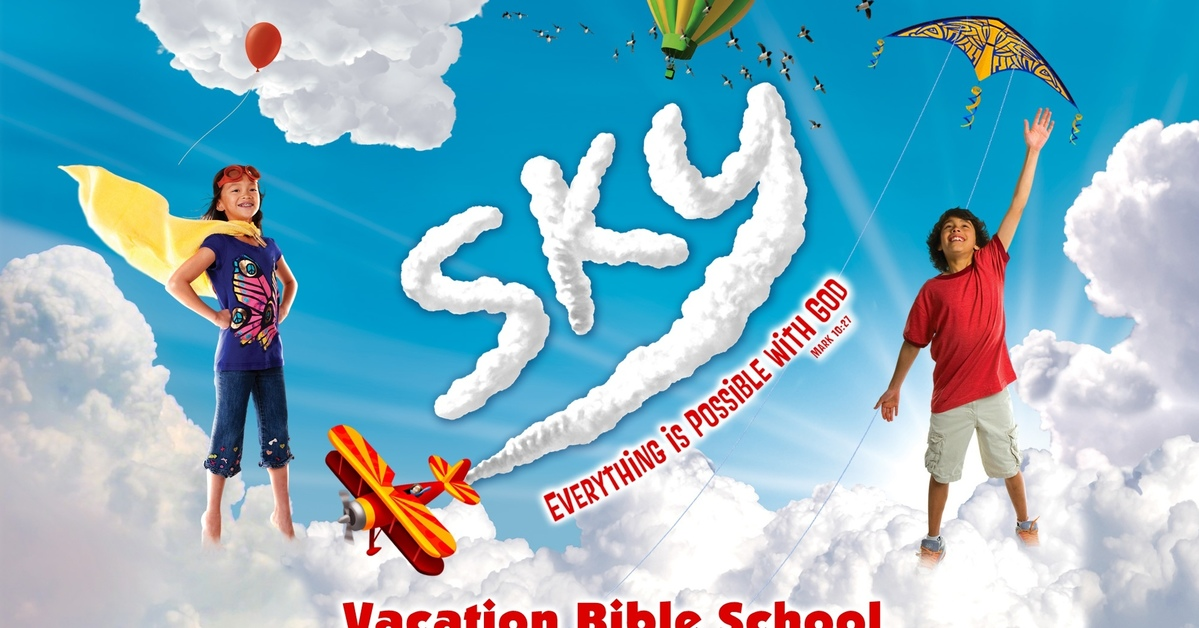 SKY
EVERYTHING iS POSSiBLE WiTH GOD
MARK 10:27
Vacation Bible School